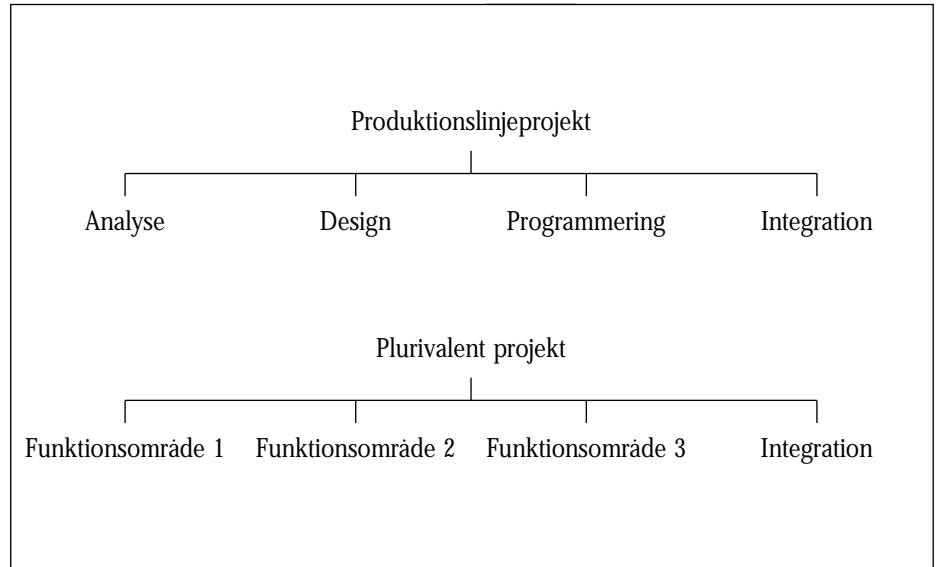 Produktionslinjeprojekt
Analyse Design Programmering Integration
Plurivalent projekt
Funktionsområde 1 Funktionsområde 2 Funktionsområde 3 Integration